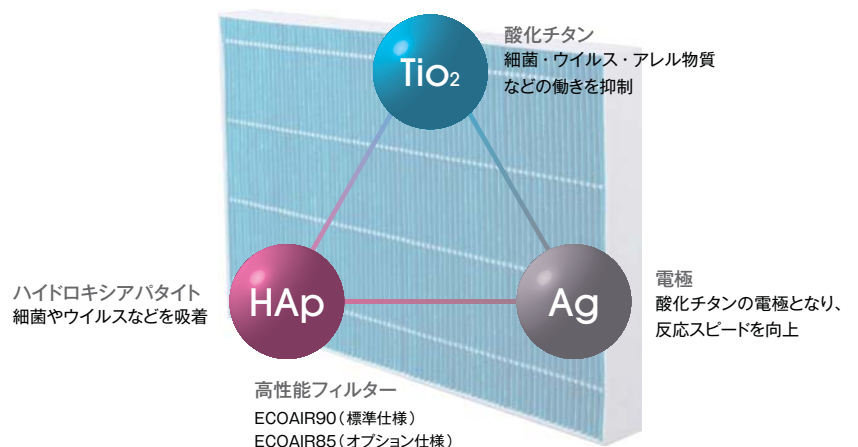 酸化チタン
細菌・ウイルス・アレル物質
などの働きを抑制
Tio₂
ハイドロキシアパタイト
細菌やウイルスなどを吸着
HAp
Ag
電極
酸化チタンの電極となり、
反応スピードを向上
高性能フィルター
ECOAIR90(標準仕様)
ECOAIR85(オプション仕様)